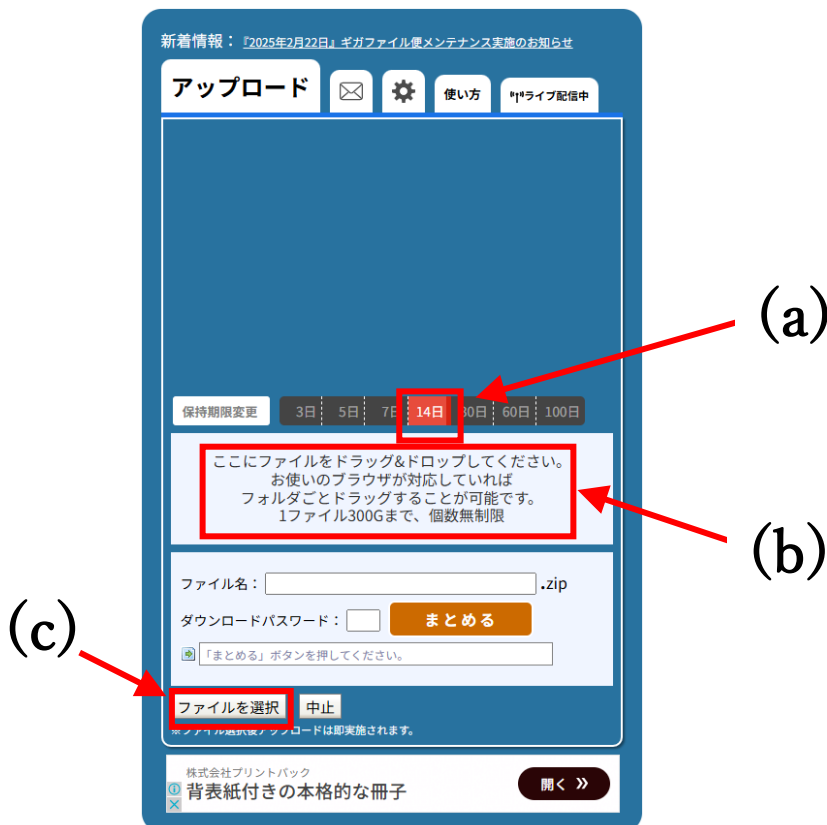 新着情報：『2025年2月22日』ギガファイル便メンテナンス実施のお知らせ
アップロード 使い方 ライブ配信中
(a)
保持期限変更 3日 5日 7日 14日 30日 60日 100日
ここにファイルをドラッグ&ドロップしてください。
お使いのブラウザが対応していれば
フォルダごとドラッグすることが可能です。
1ファイル300Gまで、個数無制限
(b)
ファイル名： .zip
ダウンロードパスワード： まとめる
(c)
「まとめる」ボタンを押してください。
ファイルを選択 中止
※ファイル選択後アップロードは即実施されます。
株式会社プリントパック
背表紙付きの本格的な冊子 開く »